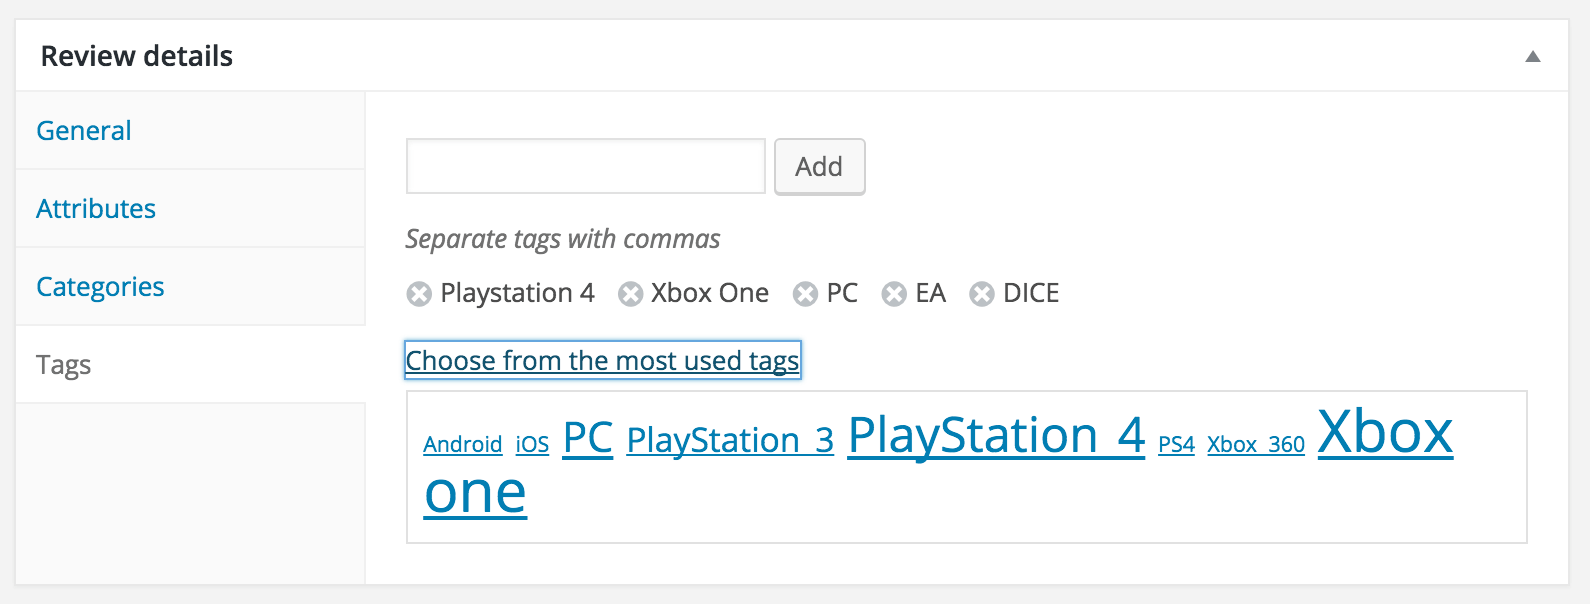 Review details
General
Attributes
Categories
Tags
Add
Separate tags with commas
Playstation 4 Xbox One PC EA DICE
Choose from the most used tags
Android iOS PC PlayStation 3 PlayStation 4 PS4 Xbox 360 Xbox
one